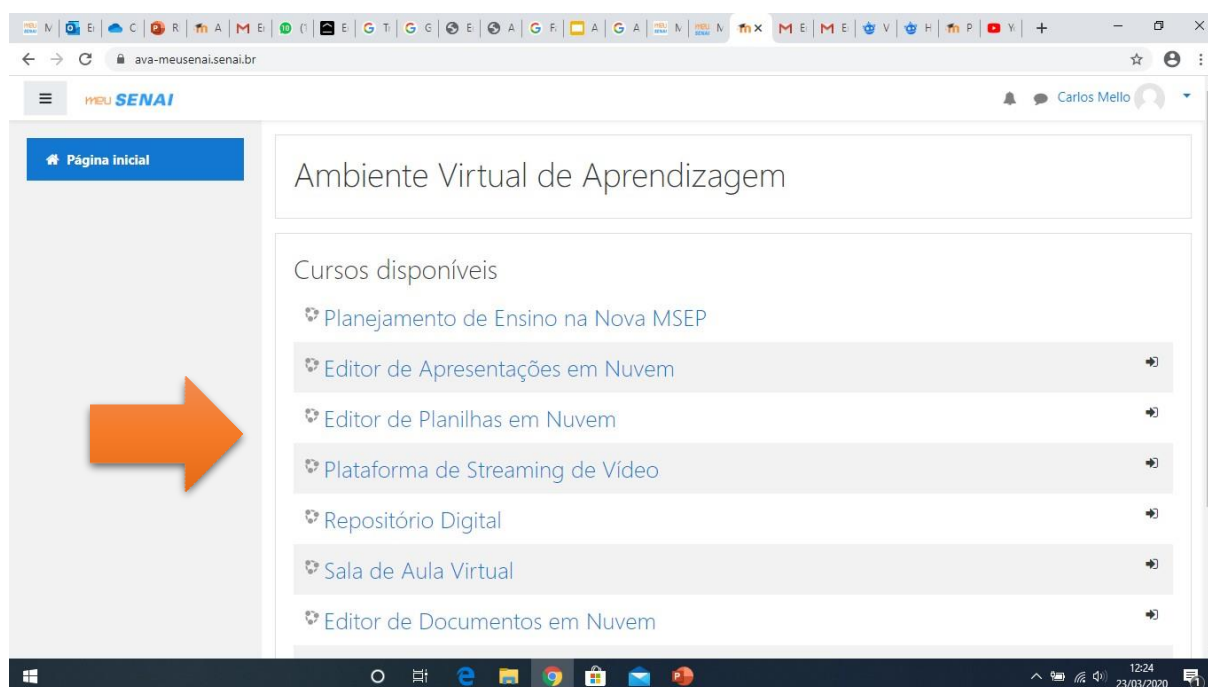 ava-meusenai.senai.br
meu SENAI
Carlos Mello
Página inicial
Ambiente Virtual de Aprendizagem
Cursos disponíveis
Planejamento de Ensino na Nova MSEP
Editor de Apresentações em Nuvem
Editor de Planilhas em Nuvem
Plataforma de Streaming de Vídeo
Repositório Digital
Sala de Aula Virtual
Editor de Documentos em Nuvem
12:24
23/03/2020